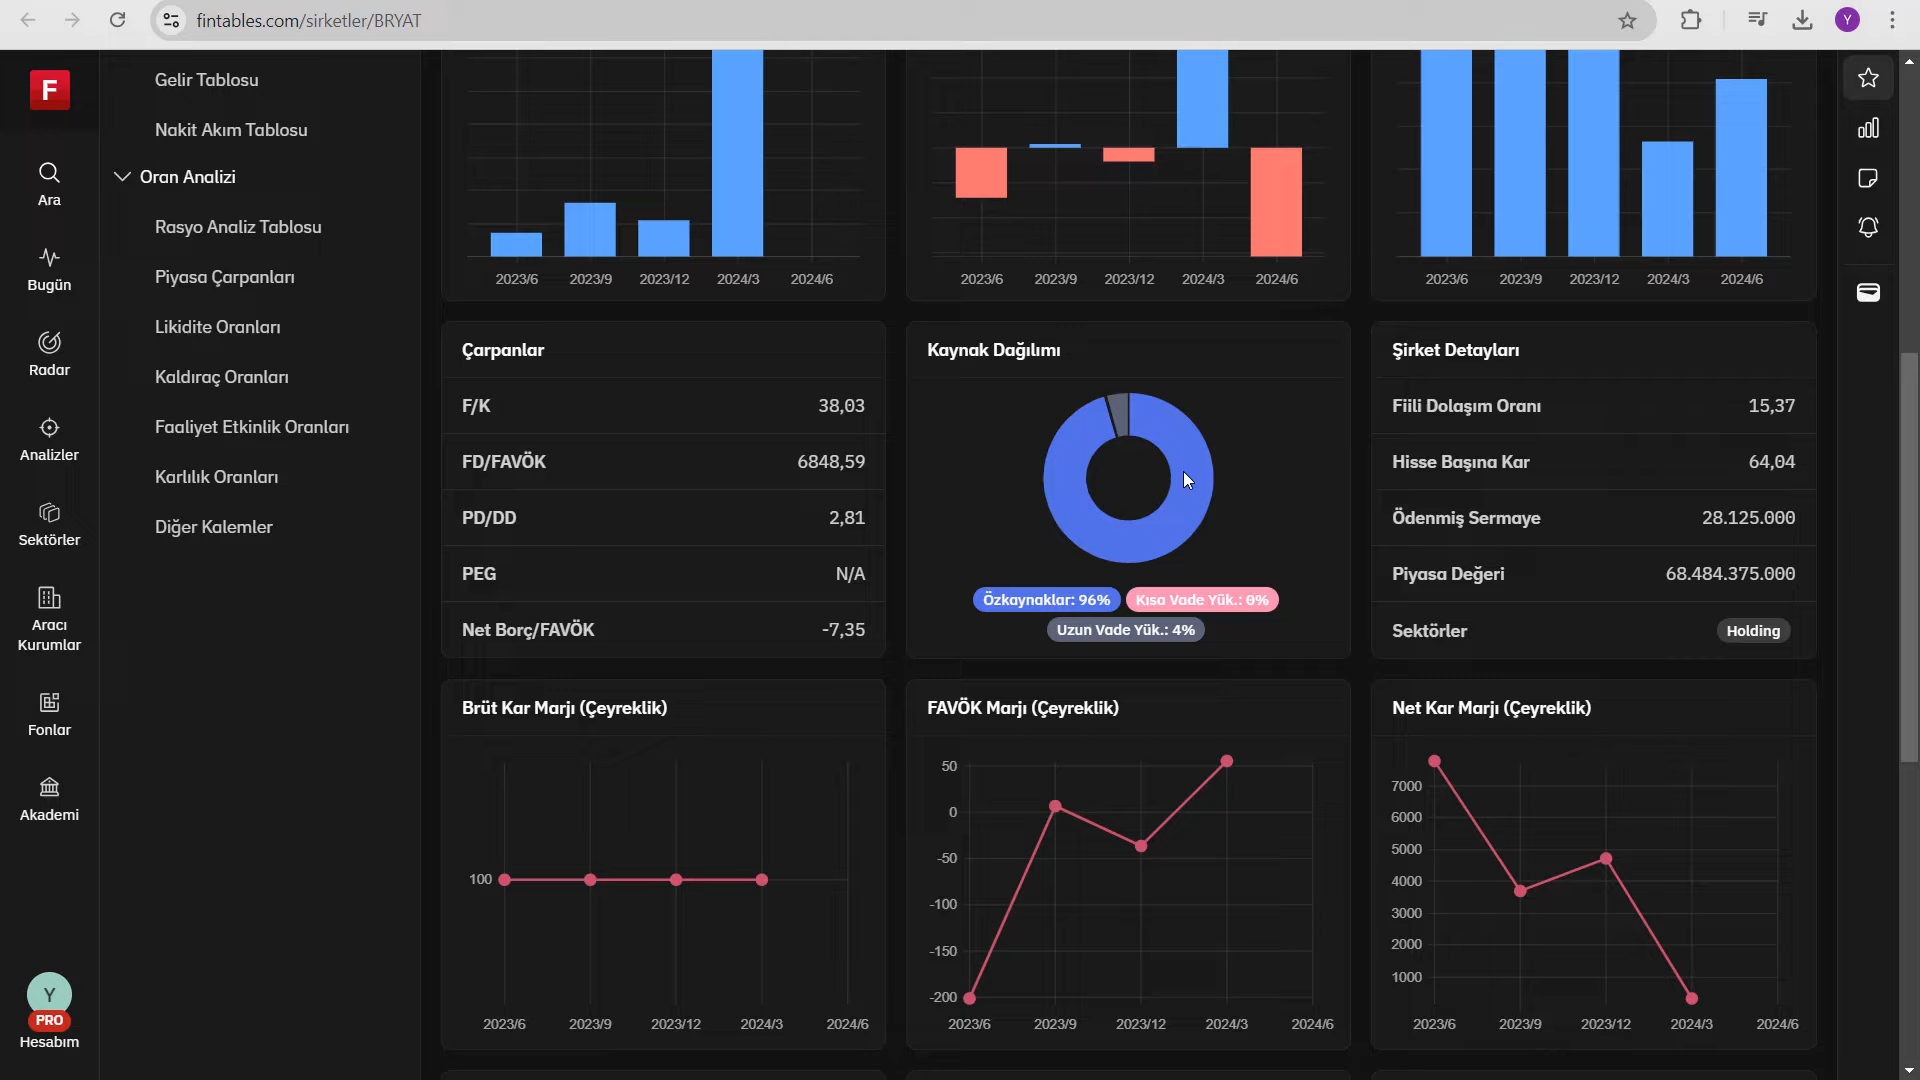 fintables.com/sirketler/BRYAT
Y
F
Ara
Bugün
Radar
Analizler
Sektörler
Aracı
Kurumlar
Fonlar
Akademi
Y
PRO
Hesabım
Gelir Tablosu
Nakit Akım Tablosu
Oran Analizi
Rasyo Analiz Tablosu
Piyasa Çarpanları
Likidite Oranları
Kaldıraç Oranları
Faaliyet Etkinlik Oranları
Karlılık Oranları
Diğer Kalemler
2023/6 2023/9 2023/12 2024/3 2024/6
2023/6 2023/9 2023/12 2024/3 2024/6
2023/6 2023/9 2023/12 2024/3 2024/6
Çarpanlar
F/K 38,03
FD/FAVÖK 6848,59
PD/DD 2,81
PEG N/A
Net Borç/FAVÖK -7,35
Kaynak Dağılımı
Özkaynaklar: 96% Kısa Vade Yük.: 0%
Uzun Vade Yük.: 4%
Şirket Detayları
Fiili Dolaşım Oranı 15,37
Hisse Başına Kar 64,04
Ödenmiş Sermaye 28.125.000
Piyasa Değeri 68.484.375.000
Sektörler Holding
Brüt Kar Marjı (Çeyreklik)
100
2023/6 2023/9 2023/12 2024/3 2024/6
FAVÖK Marjı (Çeyreklik)
50
0
-50
-100
-150
-200
2023/6 2023/9 2023/12 2024/3 2024/6
Net Kar Marjı (Çeyreklik)
7000
6000
5000
4000
3000
2000
1000
2023/6 2023/9 2023/12 2024/3 2024/6